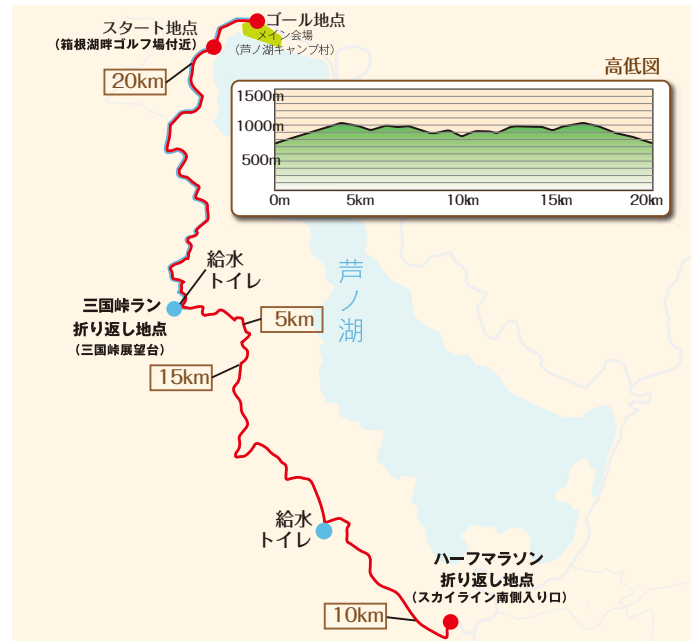 スタート地点
(箱根湖畔ゴルフ場付近)
ゴール地点
メイン会場
(芦ノ湖キャンプ村)
20km
高低図
1500m
1000m
500m
0m
5km
10km
15km
20km
芦ノ湖
給水
トイレ
三国峠ラン
折り返し地点
(三国峠展望台)
5km
15km
給水
トイレ
ハーフマラソン
折り返し地点
(スカイライン南側入り口)
10km